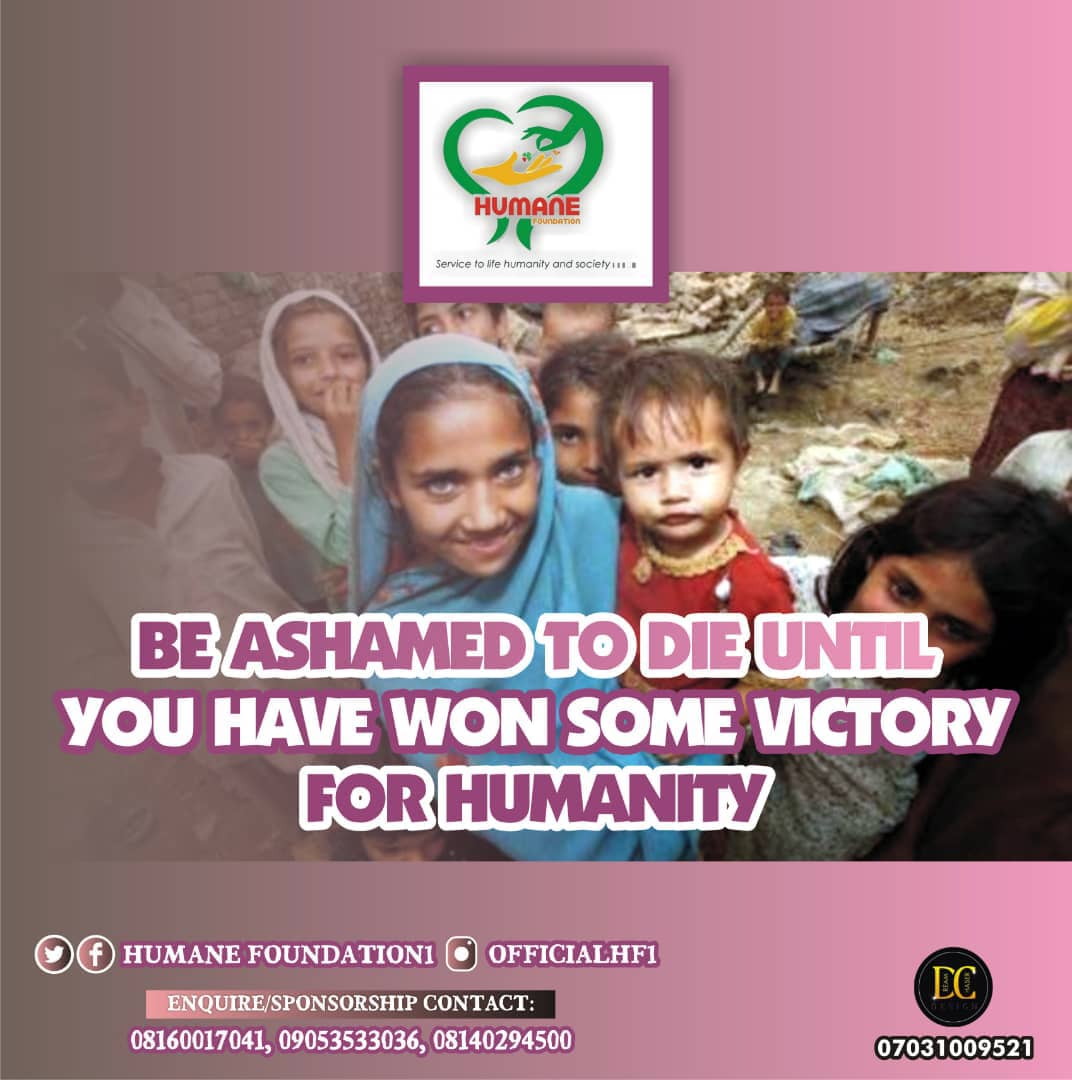 HUMANE
FOUNDATION
Service to life humanity and society
BE ASHAMED TO DIE UNTIL
YOU HAVE WON SOME VICTORY
FOR HUMANITY
HUMANE FOUNDATION1 OFFICIALHF1
ENQUIRE/SPONSORSHIP CONTACT:
08160017041, 09053533036, 08140294500
DC
DESIGN
07031009521